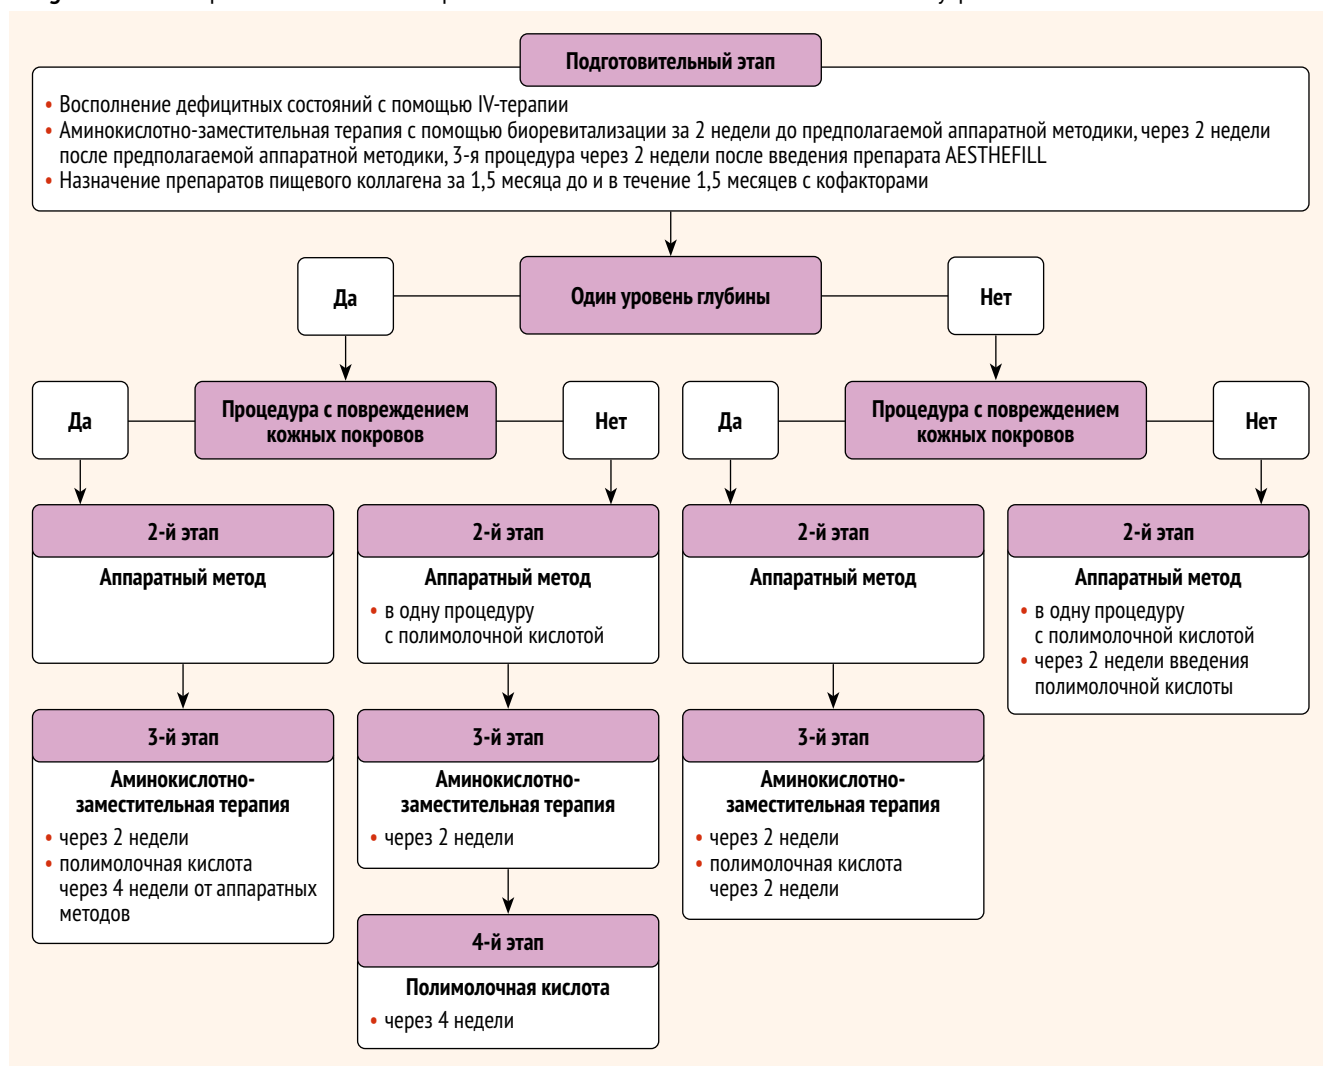 Подготовительный этап
• Восполнение дефицитных состояний с помощью IV-терапии
• Аминокислотно-заместительная терапия с помощью биоревитализации за 2 недели до предполагаемой аппаратной методики, через 2 недели
после предполагаемой аппаратной методики, 3-я процедура через 2 недели после введения препарата AESTHEFILL
• Назначение препаратов пищевого коллагена за 1,5 месяца до и в течение 1,5 месяцев с кофакторами
Да
Один уровень глубины
Нет
Да
Процедура с повреждением
кожных покровов
Нет
Да
Процедура с повреждением
кожных покровов
Нет
2-й этап
Аппаратный метод
2-й этап
Аппаратный метод
• в одну процедуру
с полимолочной кислотой
2-й этап
Аппаратный метод
2-й этап
Аппаратный метод
• в одну процедуру
с полимолочной кислотой
• через 2 недели введения
полимолочной кислоты
3-й этап
Аминокислотно-
заместительная терапия
• через 2 недели
• полимолочная кислота
через 4 недели от аппаратных
методов
3-й этап
Аминокислотно-
заместительная терапия
• через 2 недели
3-й этап
Аминокислотно-
заместительная терапия
• через 2 недели
• полимолочная кислота
через 2 недели
4-й этап
Полимолочная кислота
• через 4 недели